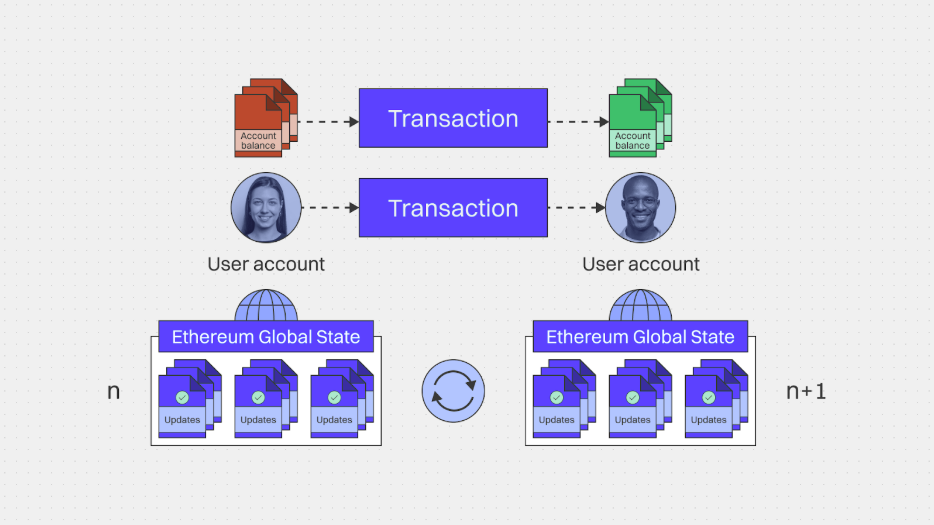 Account
balance
Transaction
Account
balance
Transaction
User account
User account
Ethereum Global State
Ethereum Global State
n
Updates
Updates
Updates
Updates
Updates
Updates
n+1